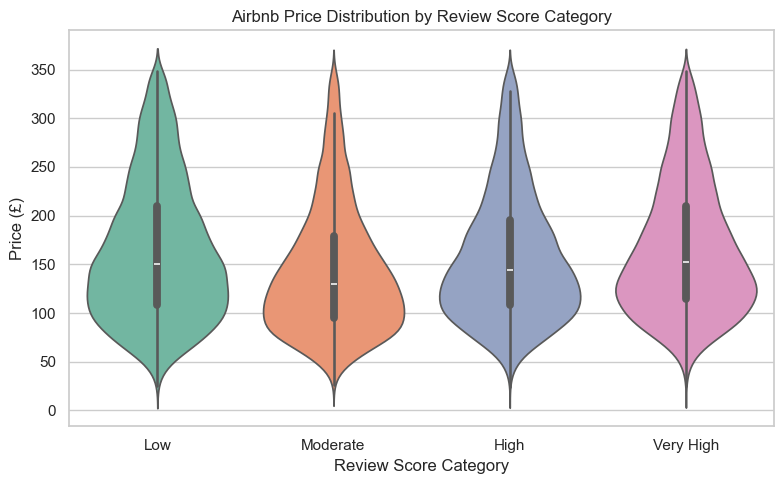 Airbnb Price Distribution by Review Score Category
Price (£)
350
300
250
200
150
100
50
0
Low Moderate High Very High
Review Score Category